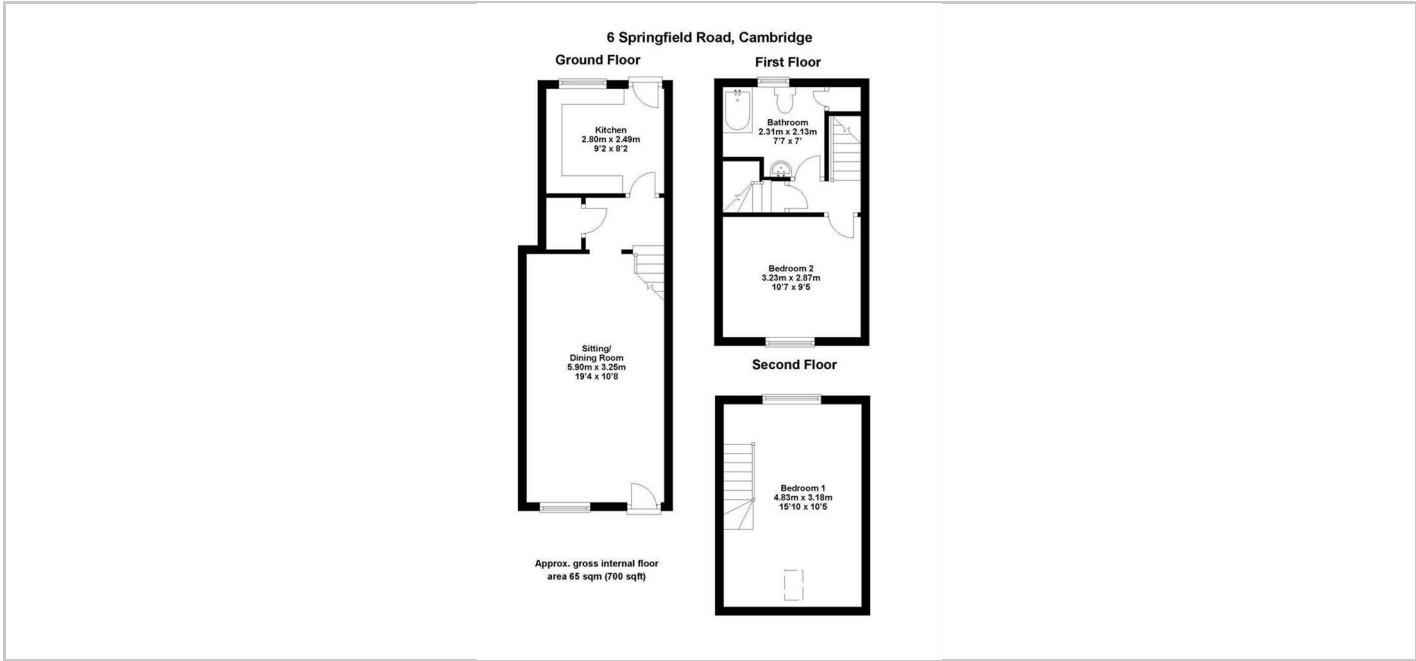 6 Springfield Road, Cambridge
Ground Floor
Kitchen
2.80m x 2.49m
9'2 x 8'2
Sitting/
Dining Room
5.90m x 3.25m
19'4 x 10'8
Approx. gross internal floor
area 65 sqm (700 sqft)
First Floor
Bathroom
2.31m x 2.13m
7'7 x 7'
Bedroom 2
3.23m x 2.87m
10'7 x 9'5
Second Floor
Bedroom 1
4.83m x 3.18m
15'10 x 10'5